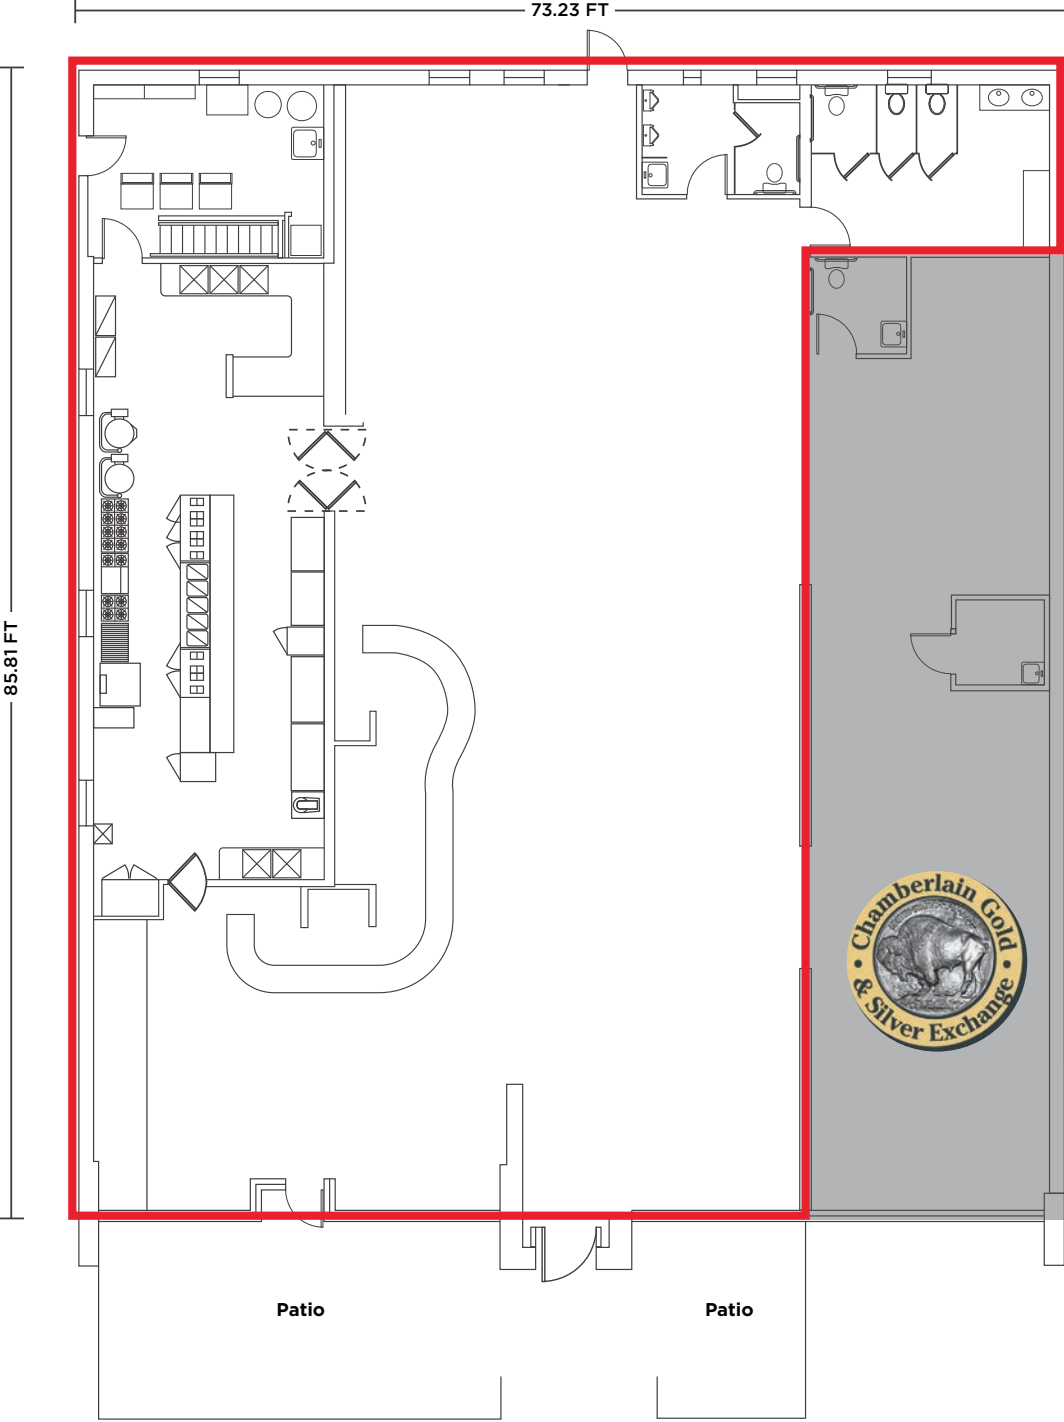 73.23 FT
85.81 FT
Chamberlain Gold
& Silver Exchange
Patio
Patio